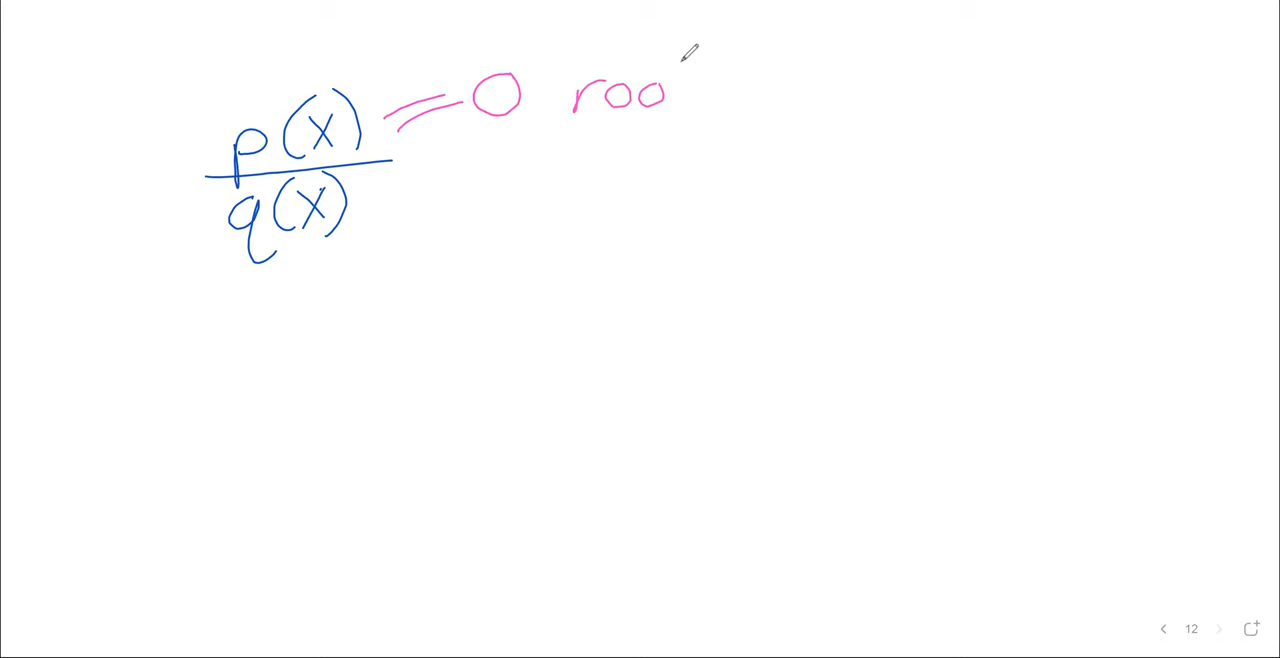 p(x) = 0 roo
q(x)
12